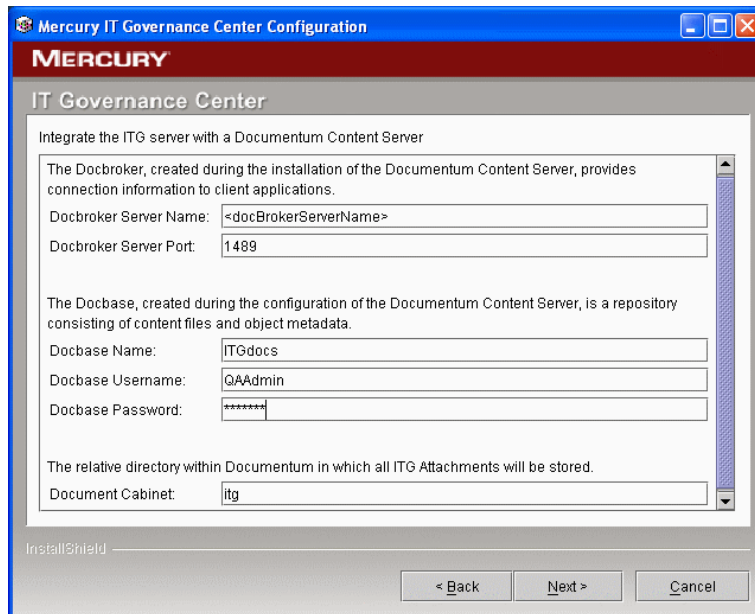 Mercury IT Governance Center Configuration
MERCURY
IT Governance Center
Integrate the ITG server with a Documentum Content Server
The Docbroker, created during the installation of the Documentum Content Server, provides
connection information to client applications.
Docbroker Server Name: <docBrokerServerName>
Docbroker Server Port: 1489
The Docbase, created during the configuration of the Documentum Content Server, is a repository
consisting of content files and object metadata.
Docbase Name: ITGdocs
Docbase Username: QAAdmin
Docbase Password: *******
The relative directory within Documentum in which all ITG Attachments will be stored.
Document Cabinet: itg
InstallShield
< Back Next > Cancel